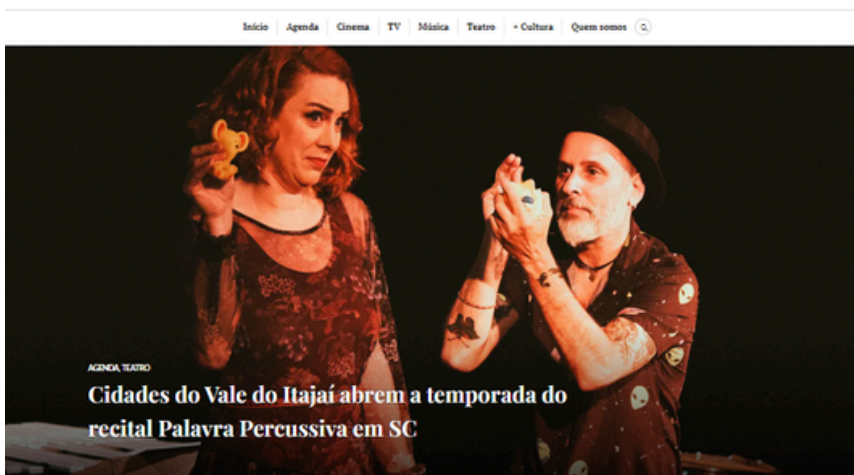 Início Agenda Cinema TV Música Teatro + Cultura Quem somos
AGENDA, TEATRO
Cidades do Vale do Itajaí abrem a temporada do
recital Palavra Percussiva em SC